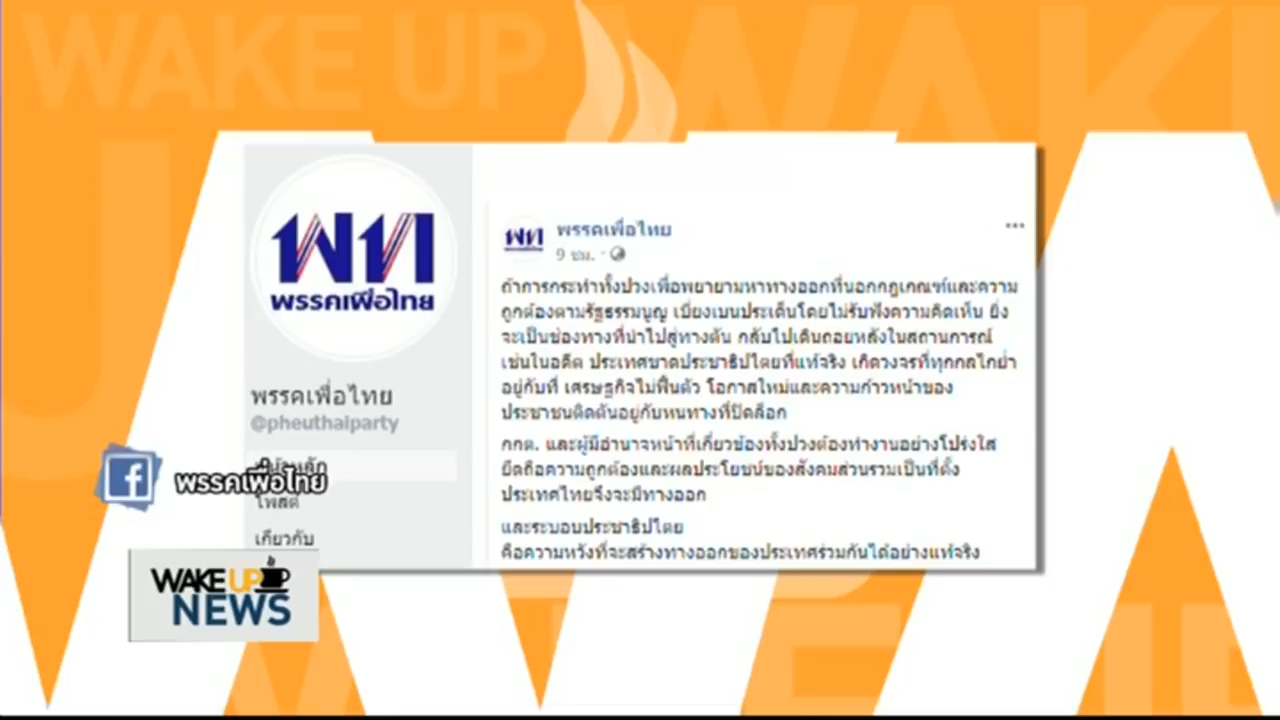 WAKE UP
WAKE
พท
พรรคเพื่อไทย
พรรคเพื่อไทย
@pheuthaiparty
โพสต์
เกี่ยวกับ
พรรคเพื่อไทย
WAKE UP
NEWS
พท
พรรคเพื่อไทย
9 ชม.
ถ้าการกระทำทั้งปวงเพื่อพยายามหาทางออกที่นอกกฎเกณฑ์และความ
ถูกต้องตามรัฐธรรมนูญ เบี่ยงเบนประเด็นโดยไม่รับฟังความคิดเห็น ยิ่ง
จะเป็นช่องทางที่นำไปสู่ทางตัน กลับไปเดินถอยหลังในสถานการณ์
เช่นในอดีต ประเทศขาดประชาธิปไตยที่แท้จริง เกิดวงจรที่ทุกกลไกย่ำ
อยู่กับที่ เศรษฐกิจไม่ฟื้นตัว โอกาสใหม่และความก้าวหน้าของ
ประชาชนติดตันอยู่กับหนทางที่ปิดล็อก
กกต. และผู้มีอำนาจหน้าที่เกี่ยวข้องทั้งปวงต้องทำงานอย่างโปร่งใส
ยึดถือความถูกต้องและผลประโยชน์ของสังคมส่วนรวมเป็นที่ตั้ง
ประเทศไทยจึงจะมีทางออก
และระบอบประชาธิปไตย
คือความหวังที่จะสร้างทางออกของประเทศร่วมกันได้อย่างแท้จริง